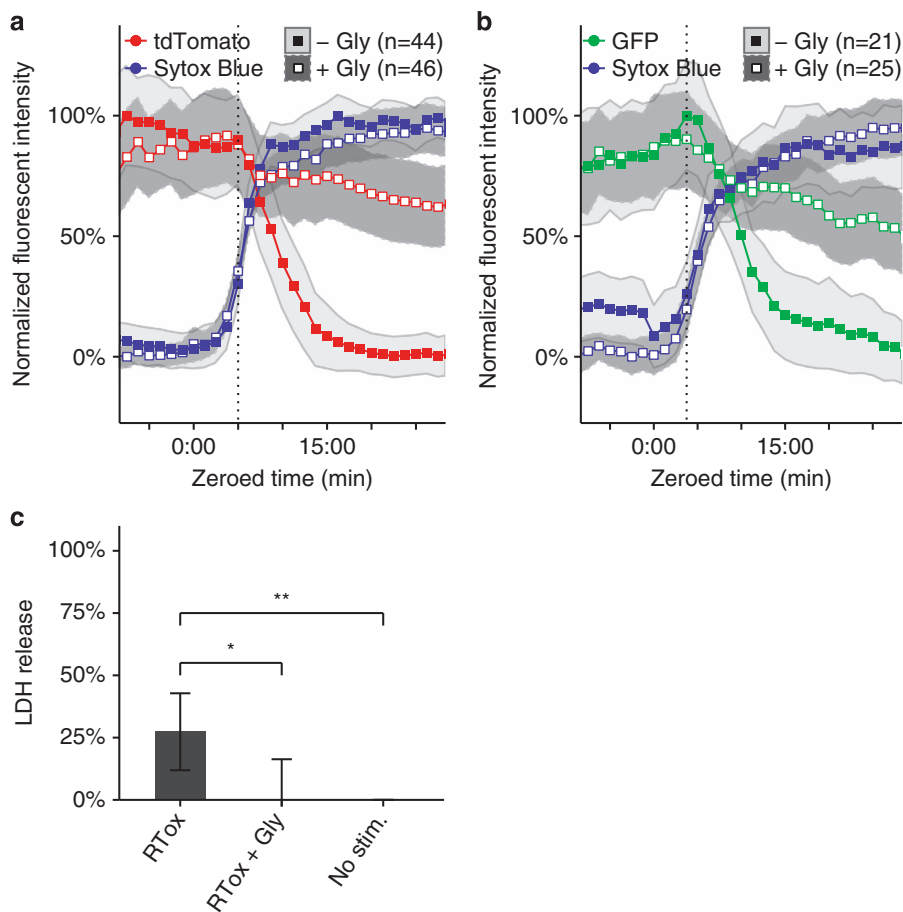 a
tdTomato
Sytox Blue
– Gly (n=44)
+ Gly (n=46)
Normalized fluorescent intensity
100%
50%
0%
0:00
15:00
Zeroed time (min)
b
GFP
Sytox Blue
– Gly (n=21)
+ Gly (n=25)
Normalized fluorescent intensity
100%
50%
0%
0:00
15:00
Zeroed time (min)
c
LDH release
100%
75%
50%
25%
0%
**
*
RTox
RTox + Gly
No stim.